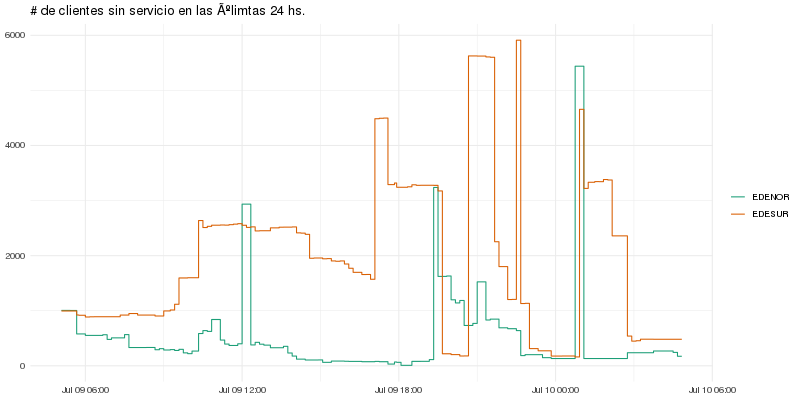 # de clientes sin servicio en las Ãºlimtas 24 hs.
6000
4000
2000
0
Jul 09 06:00
Jul 09 12:00
Jul 09 18:00
Jul 10 00:00
Jul 10 06:00
EDENOR
EDESUR